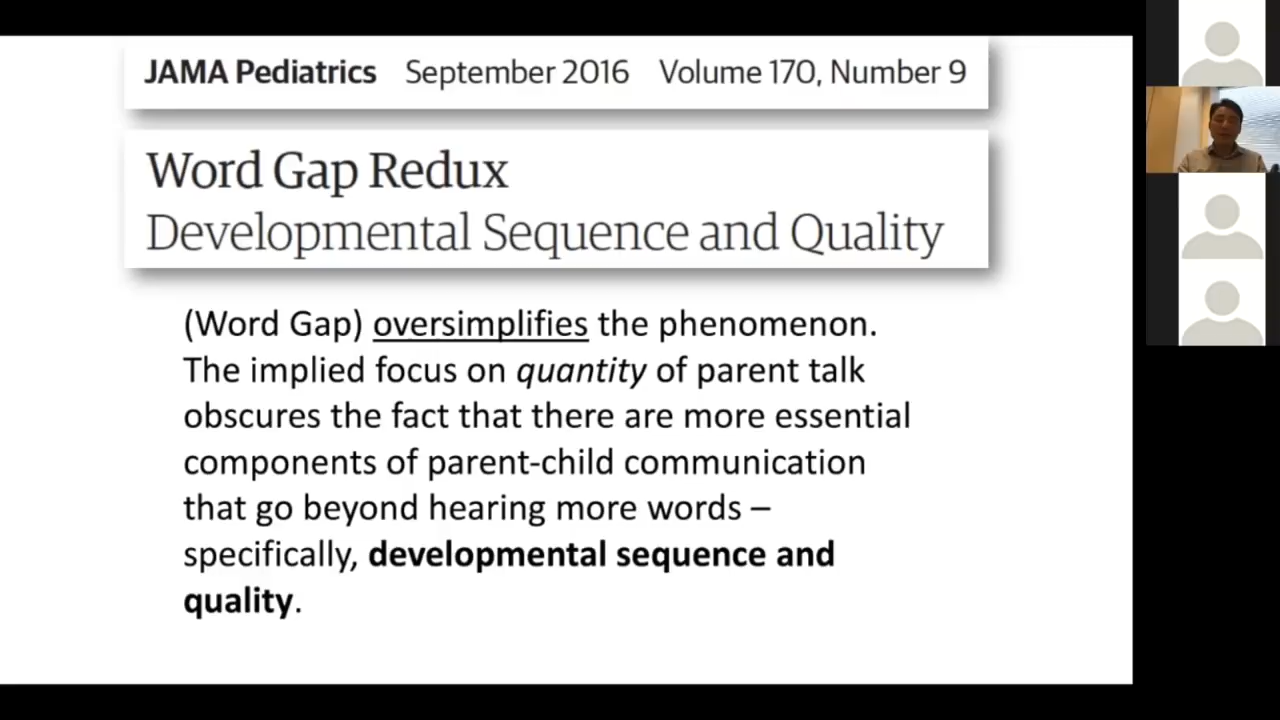 JAMA Pediatrics September 2016 Volume 170, Number 9
Word Gap Redux
Developmental Sequence and Quality
(Word Gap) oversimplifies the phenomenon.
The implied focus on quantity of parent talk
obscures the fact that there are more essential
components of parent-child communication
that go beyond hearing more words –
specifically, developmental sequence and
quality.